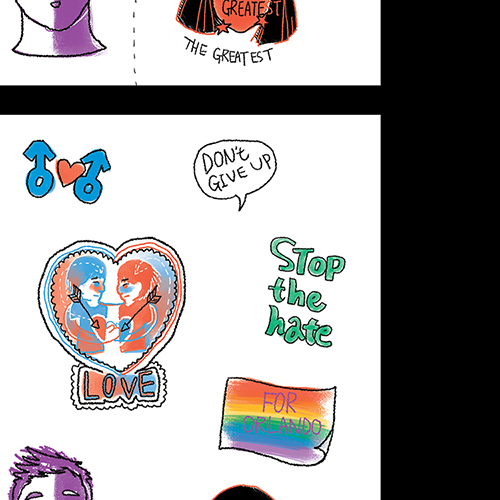 GREATEST
THE GREATEST
DON't
GIVE UP
STOP
the
hate
LOVE
FOR
ORLANDO